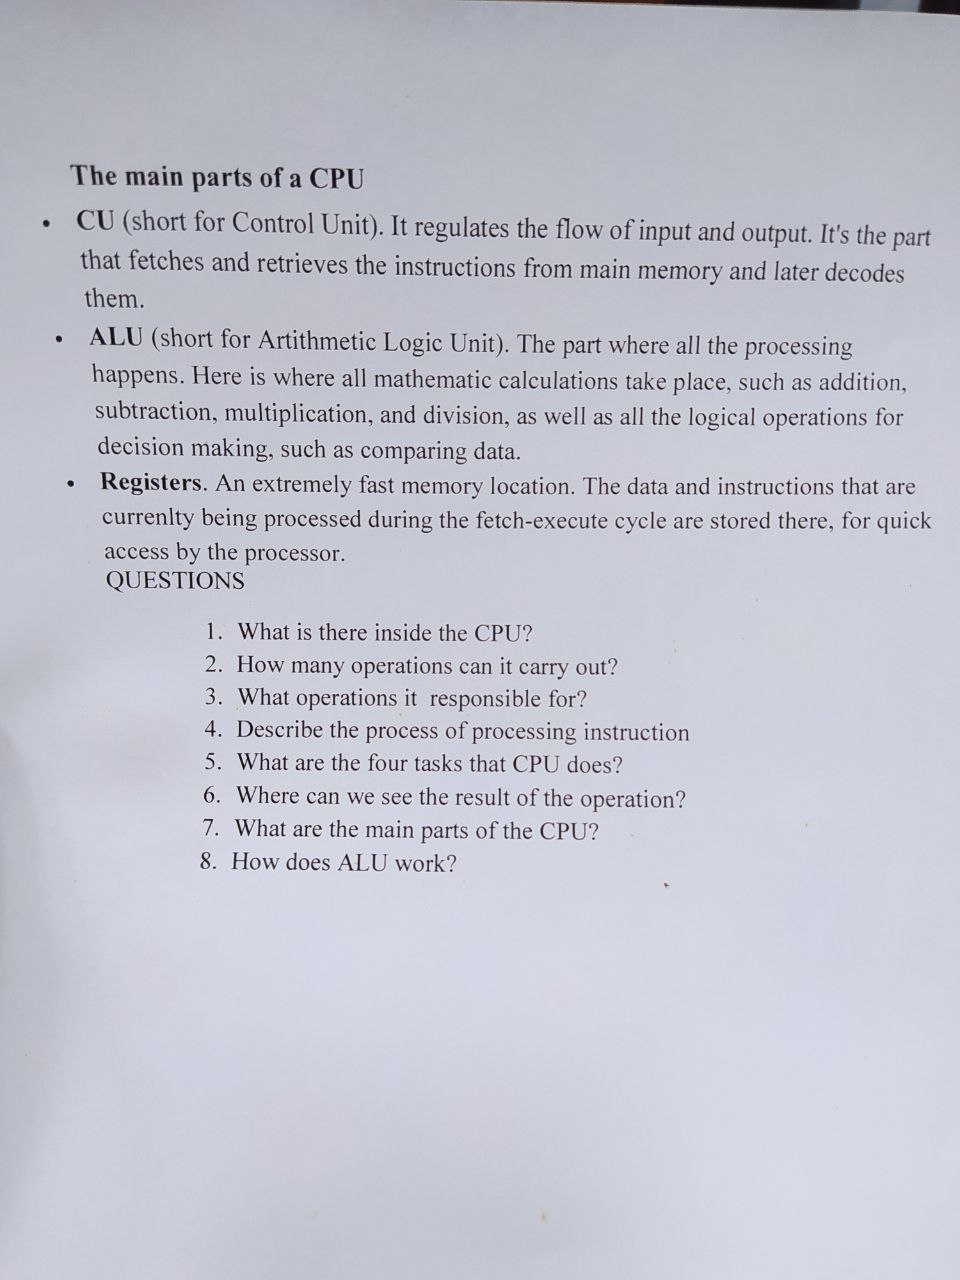 The main parts of a CPU
• CU (short for Control Unit). It regulates the flow of input and output. It's the part
that fetches and retrieves the instructions from main memory and later decodes
them.
• ALU (short for Artithmetic Logic Unit). The part where all the processing
happens. Here is where all mathematic calculations take place, such as addition,
subtraction, multiplication, and division, as well as all the logical operations for
decision making, such as comparing data.
• Registers. An extremely fast memory location. The data and instructions that are
currenlty being processed during the fetch-execute cycle are stored there, for quick
access by the processor.
QUESTIONS
1. What is there inside the CPU?
2. How many operations can it carry out?
3. What operations it responsible for?
4. Describe the process of processing instruction
5. What are the four tasks that CPU does?
6. Where can we see the result of the operation?
7. What are the main parts of the CPU?
8. How does ALU work?